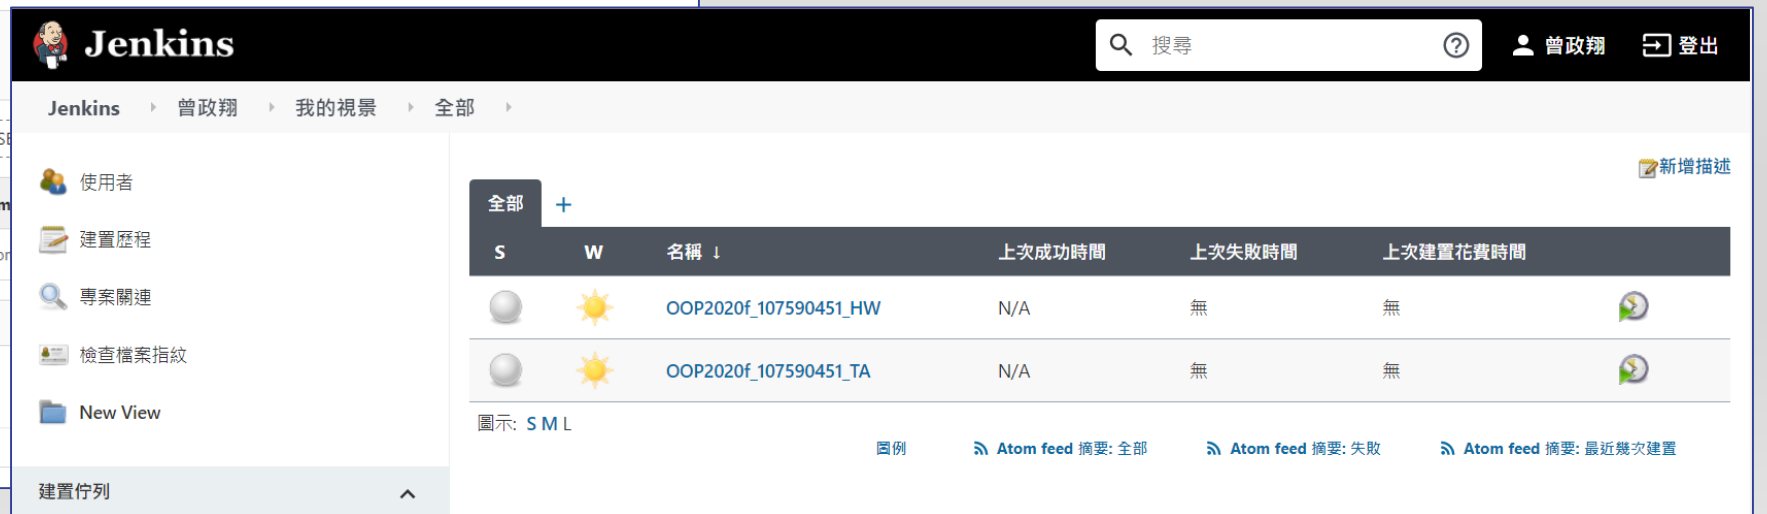 Jenkins
搜尋
曾政翔
登出
Jenkins 曾政翔 我的視景 全部
使用者
建置歷程
專案關連
檢查檔案指紋
New View
建置佇列
新增描述
全部 +
S W 名稱 ↓ 上次成功時間 上次失敗時間 上次建置花費時間
OOP2020f_107590451_HW N/A 無 無
OOP2020f_107590451_TA N/A 無 無
圖示: S M L
圖例 Atom feed 摘要: 全部 Atom feed 摘要: 失敗 Atom feed 摘要: 最近幾次建置